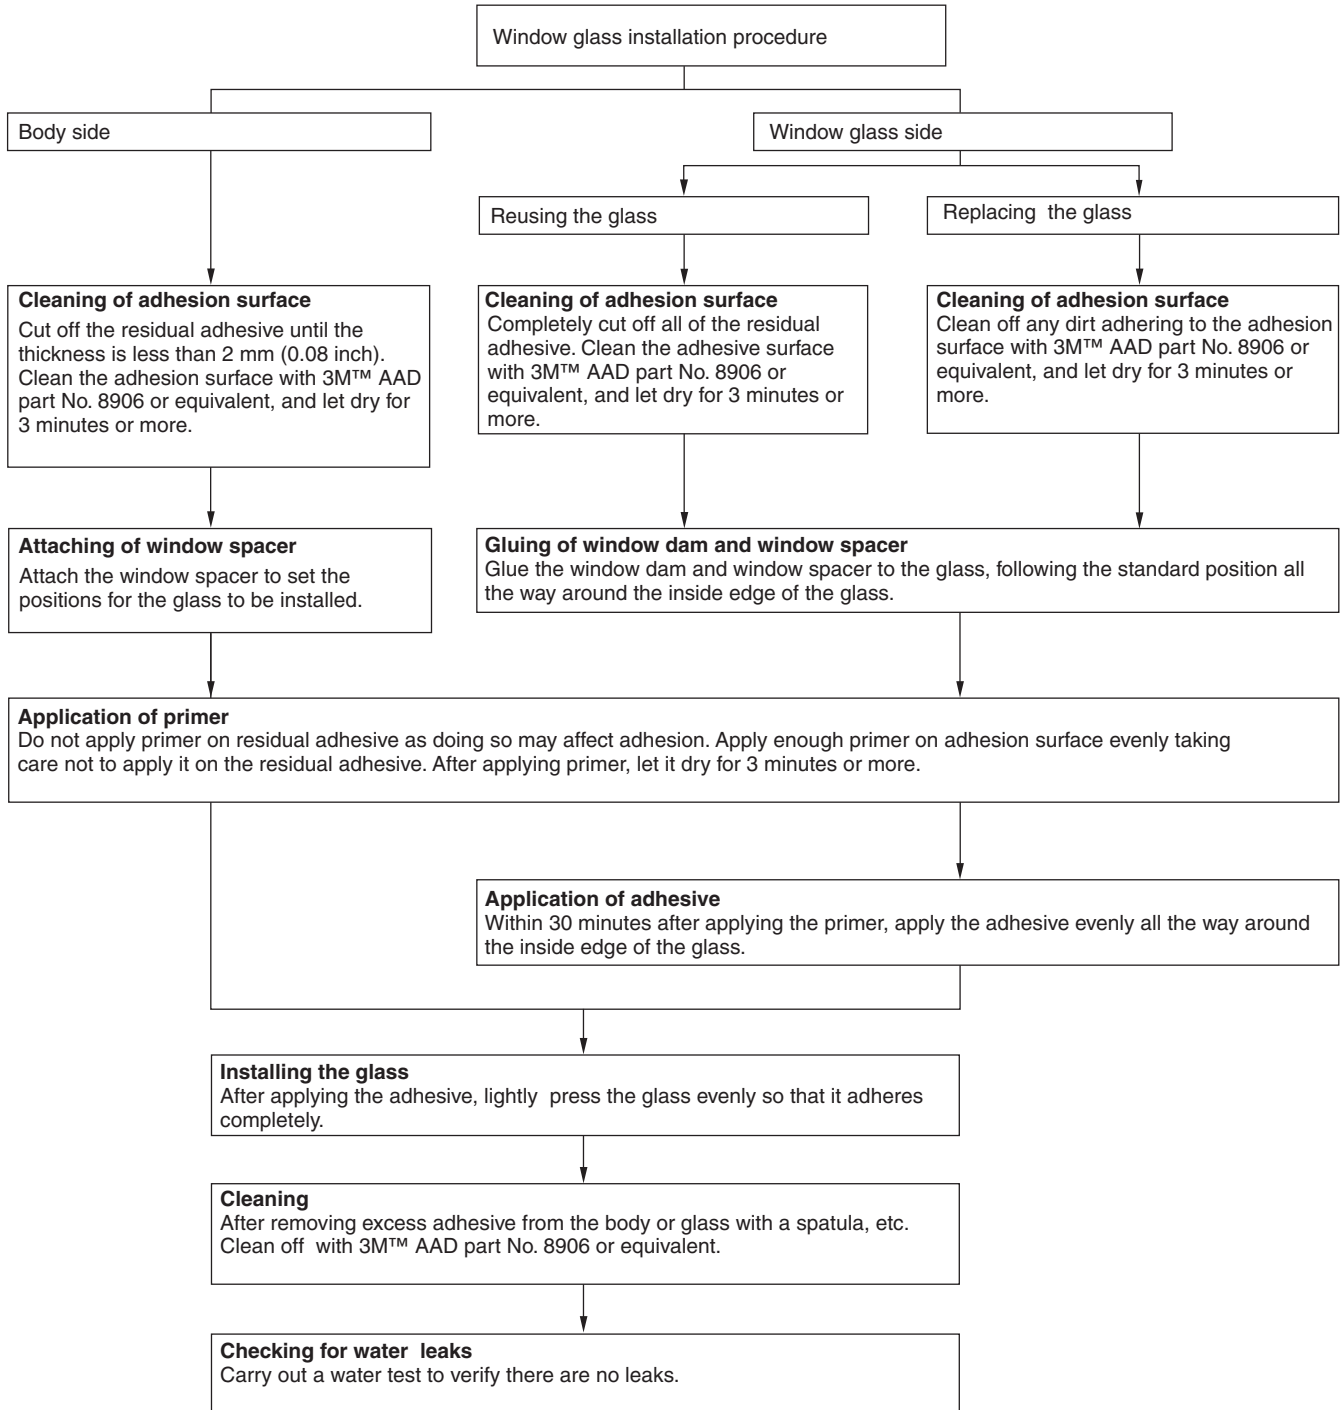 Window glass installation procedure
Body side
Window glass side
Reusing the glass
Replacing  the glass
Cleaning of adhesion surface
Cut off the residual adhesive until the
thickness is less than 2 mm (0.08 inch).
Clean the adhesion surface with 3M™ AAD
part No. 8906 or equivalent, and let dry for
3 minutes or more.
Cleaning of adhesion surface
Completely cut off all of the residual
adhesive. Clean the adhesive surface
with 3M™ AAD part No. 8906 or
equivalent, and let dry for 3 minutes or
more.
Cleaning of adhesion surface
Clean off any dirt adhering to the adhesion
surface with 3M™ AAD part No. 8906 or
equivalent, and let dry for 3 minutes or
more.
Attaching of window spacer
Attach the window spacer to set the
positions for the glass to be installed.
Gluing of window dam and window spacer
Glue the window dam and window spacer to the glass, following the standard position all
the way around the inside edge of the glass.
Application of primer
Do not apply primer on residual adhesive as doing so may affect adhesion. Apply enough primer on adhesion surface evenly taking
care not to apply it on the residual adhesive. After applying primer, let it dry for 3 minutes or more.
Application of adhesive
Within 30 minutes after applying the primer, apply the adhesive evenly all the way around
the inside edge of the glass.
Installing the glass
After applying the adhesive, lightly  press the glass evenly so that it adheres
completely.
Cleaning
After removing excess adhesive from the body or glass with a spatula, etc.
Clean off  with 3M™ AAD part No. 8906 or equivalent.
Checking for water  leaks
Carry out a water test to verify there are no leaks.